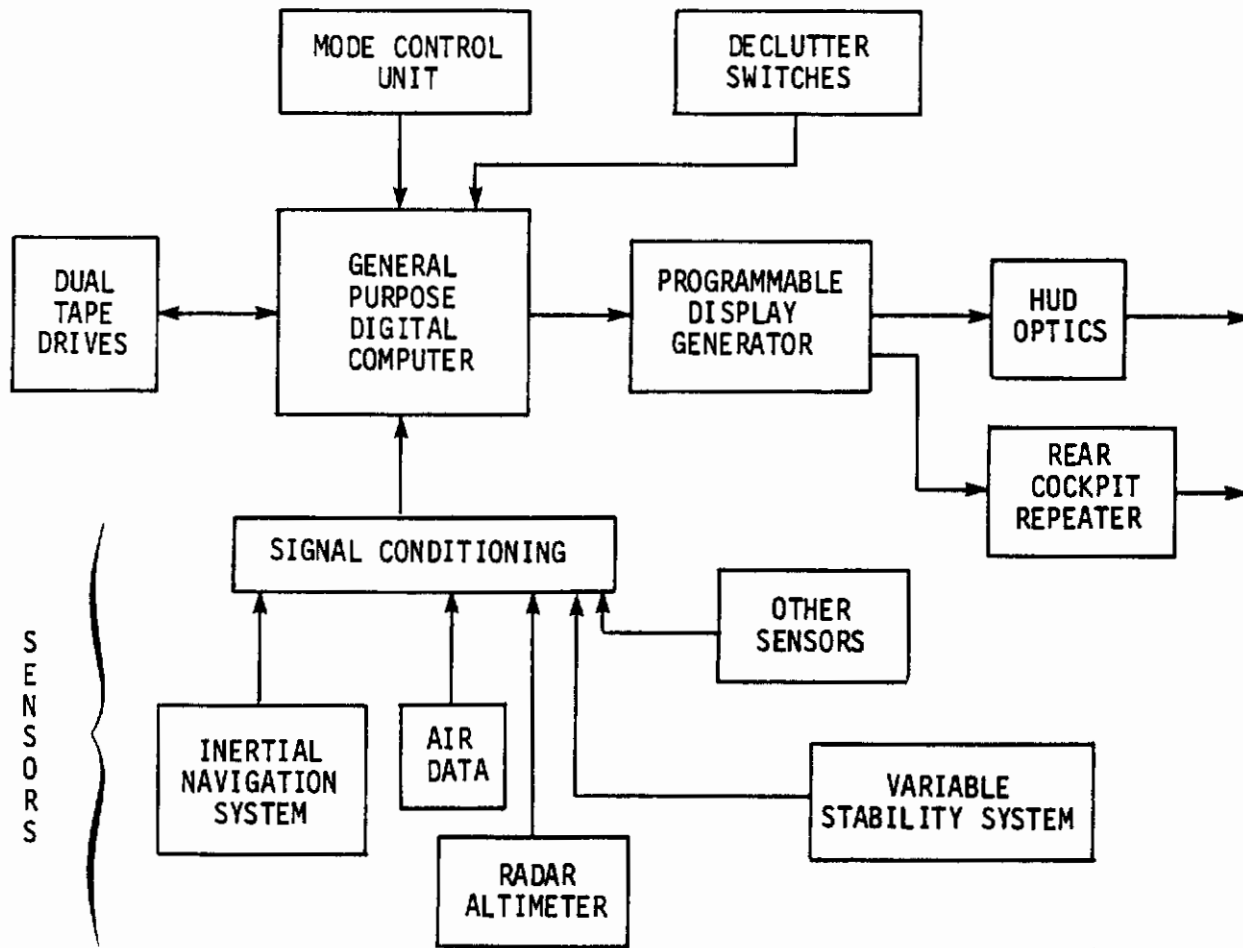 MODE CONTROL
UNIT
DECLUTTER
SWITCHES
DUAL
TAPE
DRIVES
GENERAL
PURPOSE
DIGITAL
COMPUTER
PROGRAMMABLE
DISPLAY
GENERATOR
HUD
OPTICS
REAR
COCKPIT
REPEATER
SIGNAL CONDITIONING
OTHER
SENSORS
SENSORS
INERTIAL
NAVIGATION
SYSTEM
AIR
DATA
VARIABLE
STABILITY SYSTEM
RADAR
ALTIMETER